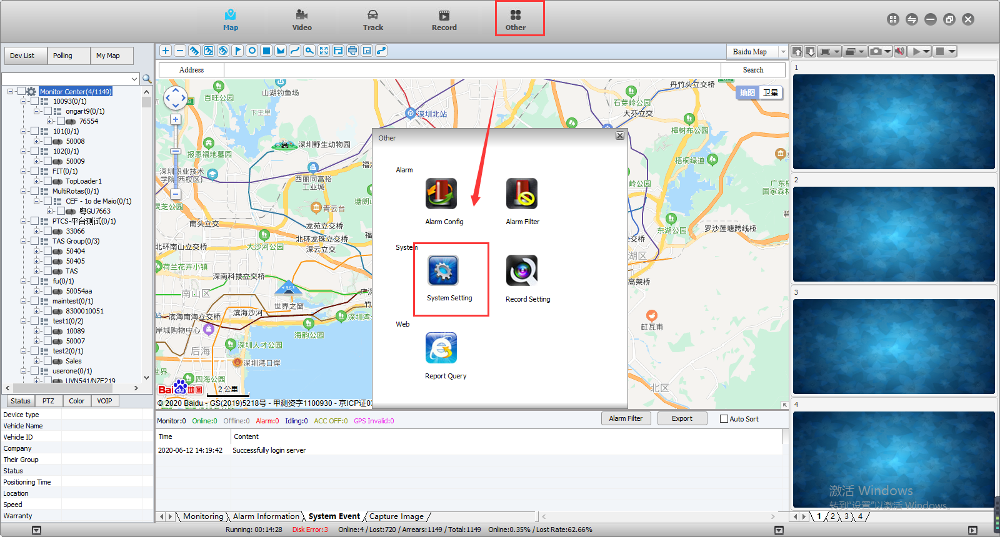 Map
Video
Track
Record
Other
Dev List
Polling
My Map
Monitor Center(4/1149)
10093(0/1)
ongart9(0/1)
76554
101(0/1)
50008
102(0/1)
50009
FIT(0/1)
TopLoader1
MultiRotas(0/1)
CEF - 1o de Maio(0/1)
粤GU7663
PTCS-平台测试(0/1)
33066
TAS Group(0/3)
50404
50405
TAS
fu(0/1)
50054aa
maintest(0/1)
8300010051
test1(0/2)
10089
50007
test2(0/1)
Sales
userone(0/1)
UVN541/NZE219
Status
PTZ
Color
VOIP
Device type
Vehicle Name
Vehicle ID
Company
Their Group
Status
Positioning Time
Location
Speed
Warranty
Baidu Map
Address
Search
百旺公园
山湖钓鱼场
下王里
深圳北站
丹竹头立交桥
地图
卫星
石芽岭公园
大芬立交
樟树布公园
报恩福地墓园
深圳野生动物园
梧桐绿道
深圳职业技术
学院(西校区)
西丽同富裕
工业城
广东梧
国家森林
灵芝公园
青云台
塘朗山
南头立交
龙苑立交桥
东湖公园
罗沙莲塘跨线桥
北环南山立交
大沙河公园
北环龙珠立交桥
深云立交
荷兰花卉小镇
深南科技立交桥
南山区
世界之窗
滨海沙河
滨海南海立交桥
岸城购物中心
海韵公园
后海
深圳人才公园
深圳湾口岸
四海公园
缸瓦甫
北区
Bai du 地图
2 公里
© 2020 Baidu - GS(2019)5218号 - 甲测资字1100930 - 京ICP证03
Other
Alarm
Alarm Config
Alarm Filter
System
System Setting
Record Setting
Web
Report Query
Monitor:0
Online:0
Offline:0
Alarm:0
Idling:0
ACC OFF:0
GPS Invalid:0
Alarm Filter
Export
Auto Sort
Time
Content
2020-06-12 14:19:42
Successfully login server
Monitoring
Alarm Information
System Event
Capture Image
1
2
3
4
激活 Windows
转到"设置"以激活 Windows。
1 2 3 4
Running: 00:14:28
Disk Error:3
Online:4 / Lost:720 / Arrears:1149 / Total:1149
Online:0.35% / Lost Rate:62.66%